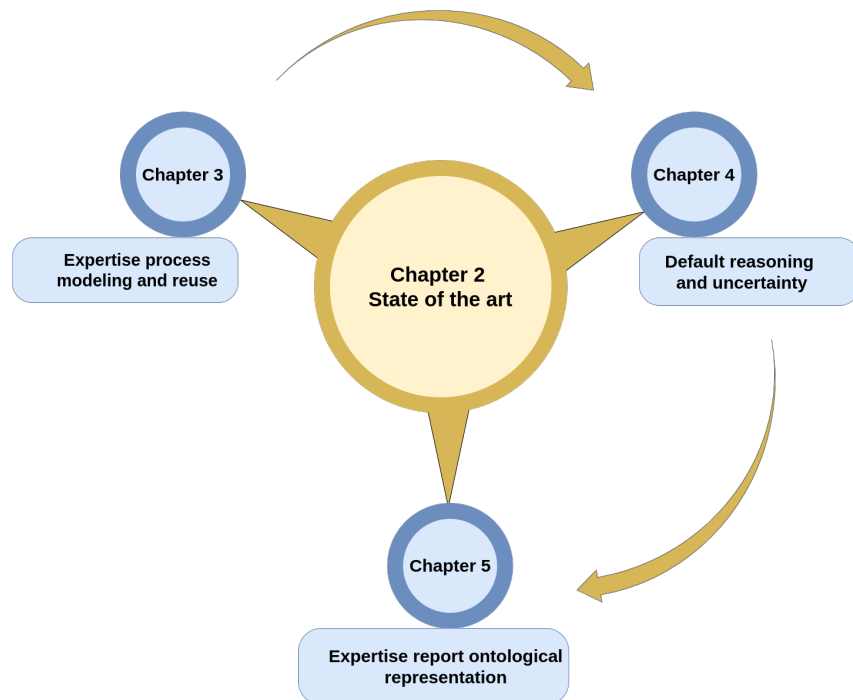 Chapter 3
Expertise process
modeling and reuse
Chapter 2
State of the art
Chapter 4
Default reasoning
and uncertainty
Chapter 5
Expertise report ontological
representation